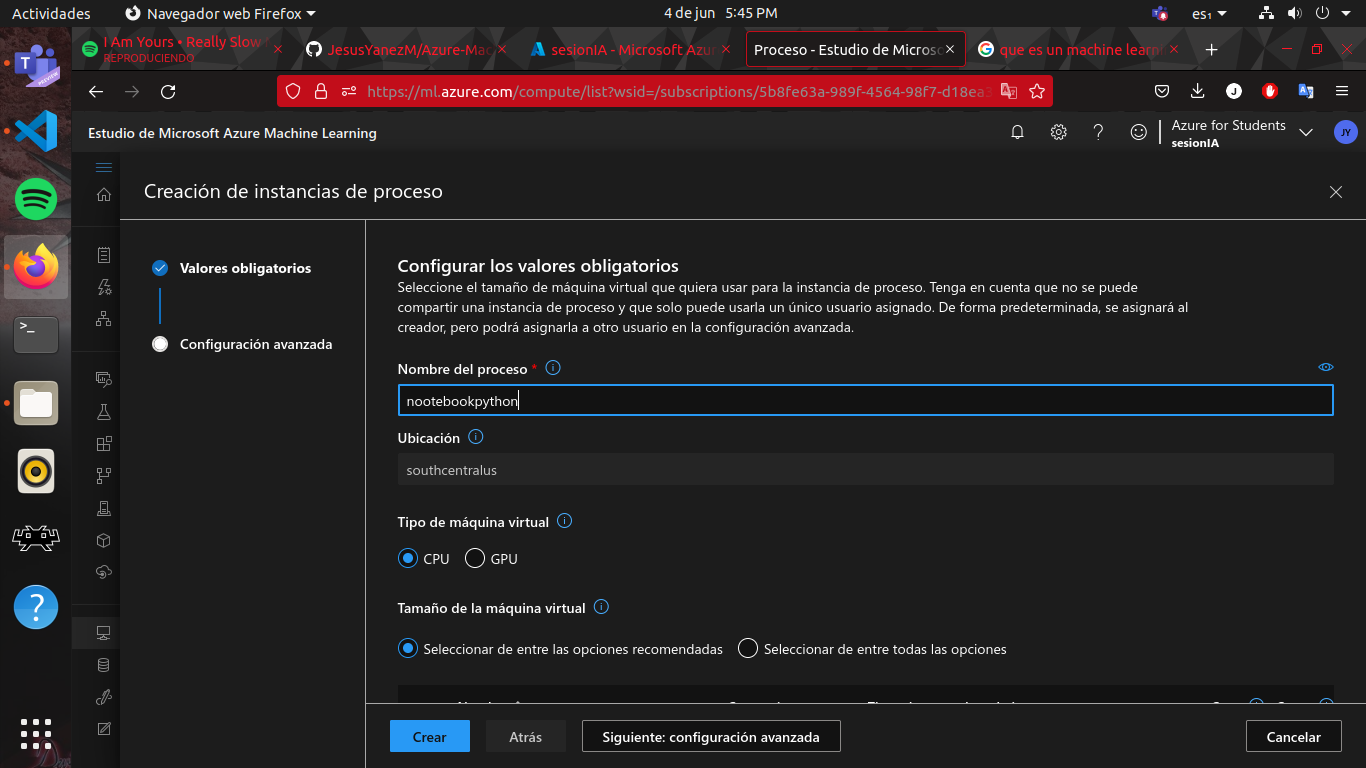 Actividades
Navegador web Firefox
4 de jun 5:45 PM
es₁
I Am Yours • Really Slow
REPRODUCIENDO
JesusYanezM/Azure-Mac
sesionIA - Microsoft Azur
Proceso - Estudio de Microso
que es un machine learn
https://ml.azure.com/compute/list?wsid=/subscriptions/5b8fe63a-989f-4564-98f7-d18ea3
Estudio de Microsoft Azure Machine Learning
Azure for Students
sesionIA
JY
PREVIEW
Creación de instancias de proceso
Valores obligatorios
Configuración avanzada
Configurar los valores obligatorios
Seleccione el tamaño de máquina virtual que quiera usar para la instancia de proceso. Tenga en cuenta que no se puede
compartir una instancia de proceso y que solo puede usarla un único usuario asignado. De forma predeterminada, se asignará al
creador, pero podrá asignarla a otro usuario en la configuración avanzada.
Nombre del proceso *
nootebookpython
Ubicación
southcentralus
Tipo de máquina virtual
CPU
GPU
Tamaño de la máquina virtual
Seleccionar de entre las opciones recomendadas
Seleccionar de entre todas las opciones
Crear
Atrás
Siguiente: configuración avanzada
Cancelar